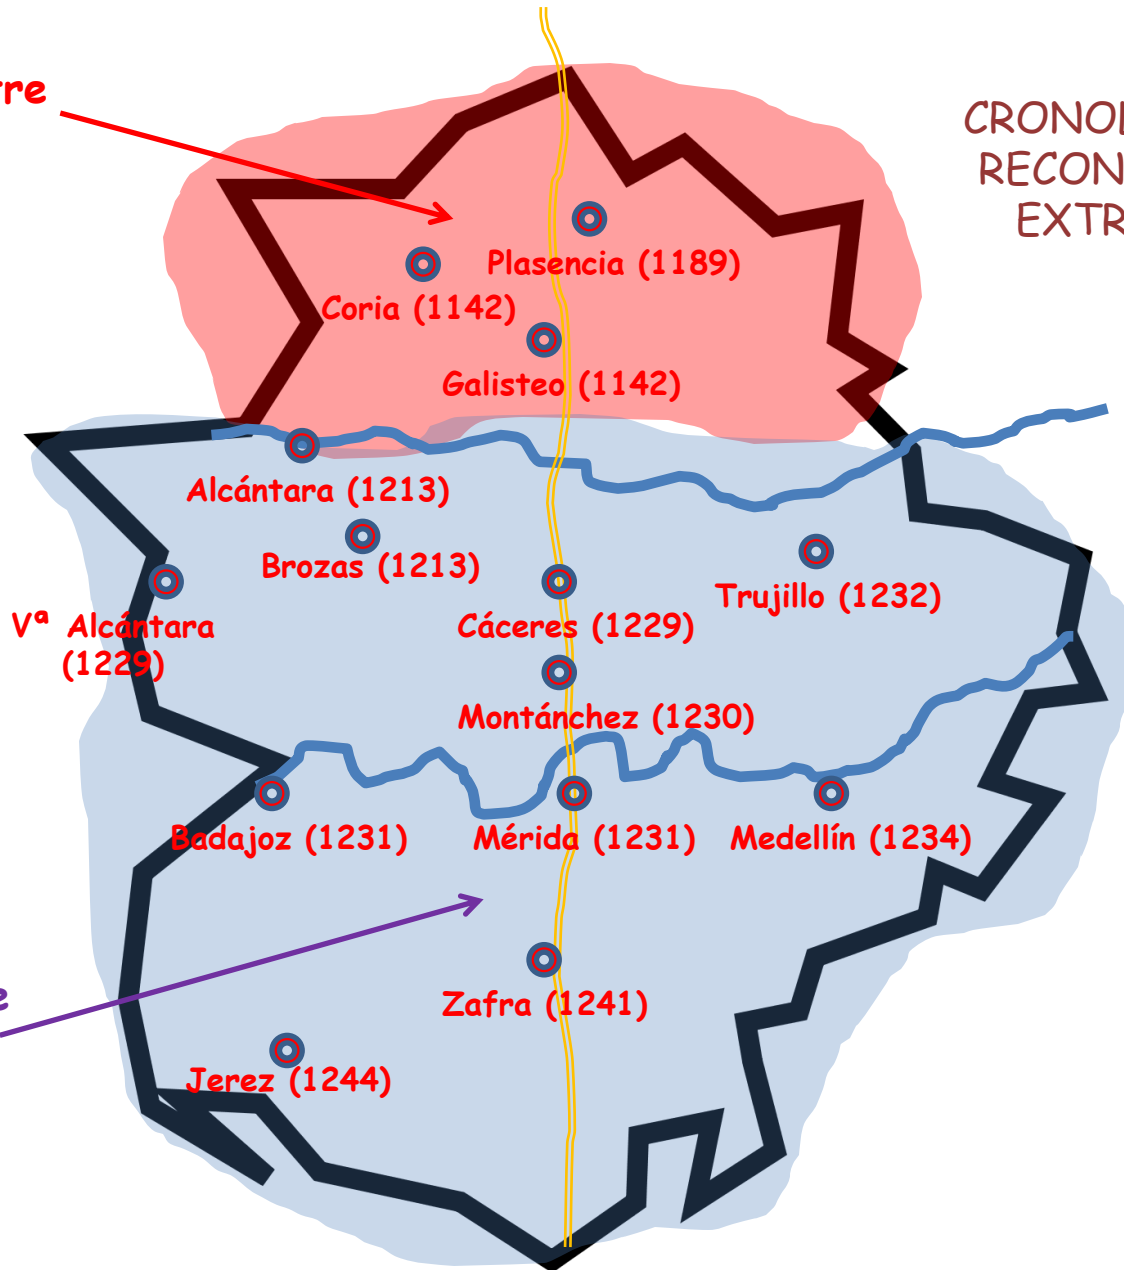 CRONOL
RECON
EXTR
Plasencia (1189)
Coria (1142)
Galisteo (1142)
Alcántara (1213)
Brozas (1213)
Trujillo (1232)
Vª Alcántara
(1229)
Cáceres (1229)
Montánchez (1230)
Badajoz (1231)
Mérida (1231)
Medellín (1234)
Zafra (1241)
Jerez (1244)